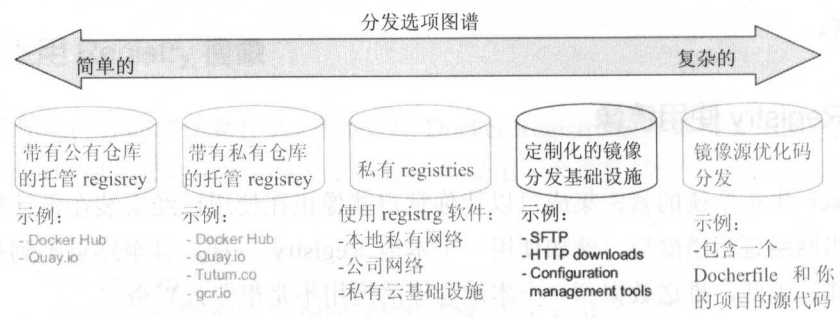 分发选项图谱
简单的
复杂的
带有公有仓库
的托管 regisrey
示例：
- Docker Hub
- Quay.io
带有私有仓库
的托管 regisrey
示例：
- Docker Hub
- Quay.io
- Tutum.co
- gcr.io
私有 registries
使用 registrg 软件：
-本地私有网络
-公司网络
-私有云基础设施
定制化的镜像
分发基础设施
示例：
- SFTP
- HTTP downloads
- Configuration
management tools
镜像源优化码
分发
示例：
-包含一个
Docherfile 和你
的项目的源代码